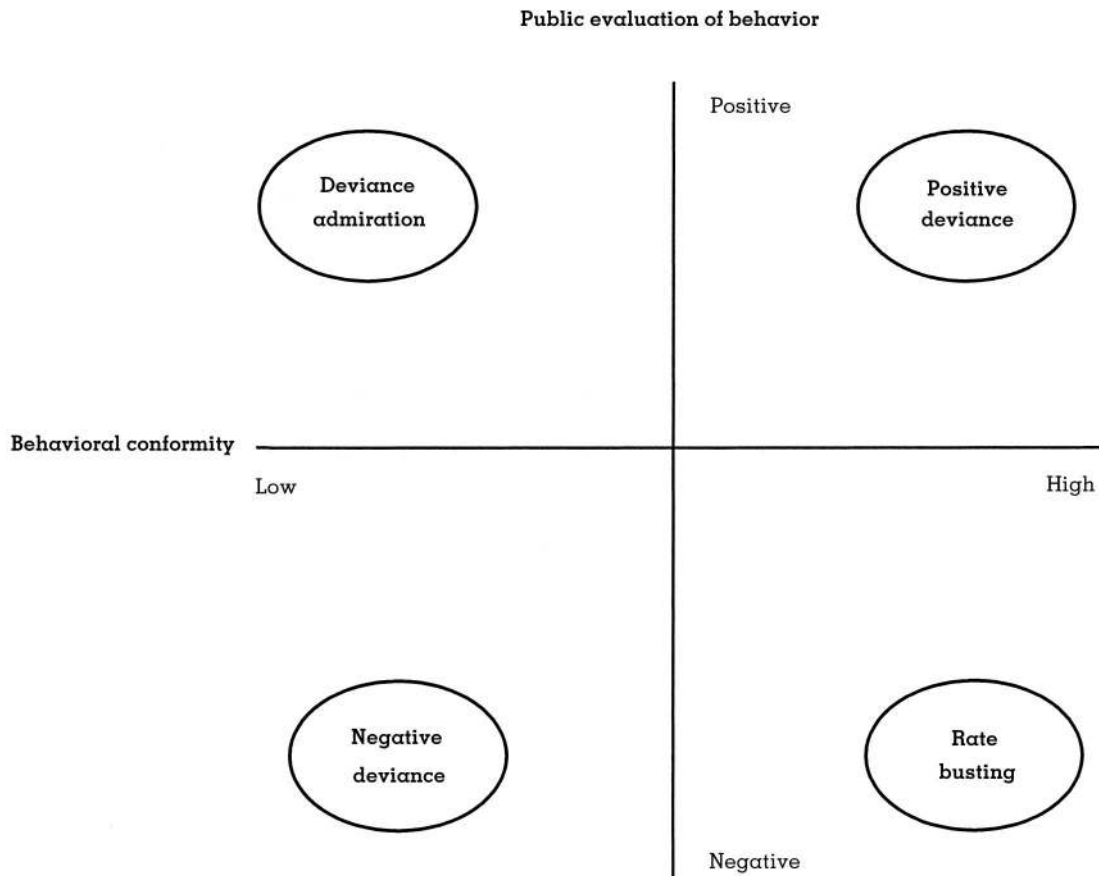 Public evaluation of behavior
Positive
Deviance
admiration
Positive
deviance
Behavioral conformity
Low
High
Negative
deviance
Rate
busting
Negative